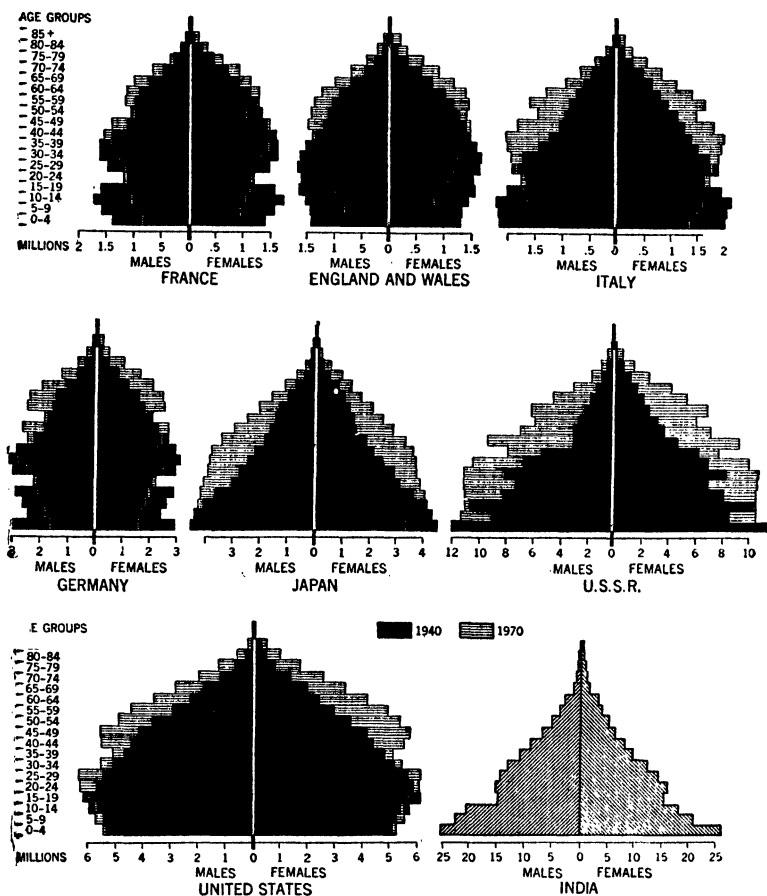 AGE GROUPS
85+
80-84
75-79
70-74
65-69
60-64
55-59
50-54
45-49
40-44
35-39
30-34
25-29
20-24
15-19
10-14
5-9
0-4
MILLIONS 2 1.5 1 5 0 .5 1 1.5
1.5 1 5 0 .5 1 1.5
1.5 1 .5 0 .5 1 1.5 2
MALES FEMALES
MALES FEMALES
MALES FEMALES
FRANCE
ENGLAND AND WALES
ITALY
3 2 1 0 1 2 3
3 2 1 0 1 2 3 4
12 10 8 6 4 2 0 2 4 6 8 10
MALES FEMALES
MALES FEMALES
MALES FEMALES
GERMANY
JAPAN
U.S.S.R.
E GROUPS
1940 1970
80-84
75-79
70-74
65-69
60-64
55-59
50-54
45-49
40-44
35-39
30-34
25-29
20-24
15-19
10-14
5-9
0-4
MILLIONS 6 5 4 3 2 1 0 1 2 3 4 5 6
25 20 15 10 5 0 5 10 15 20 25
MALES FEMALES
MALES FEMALES
UNITED STATES
INDIA